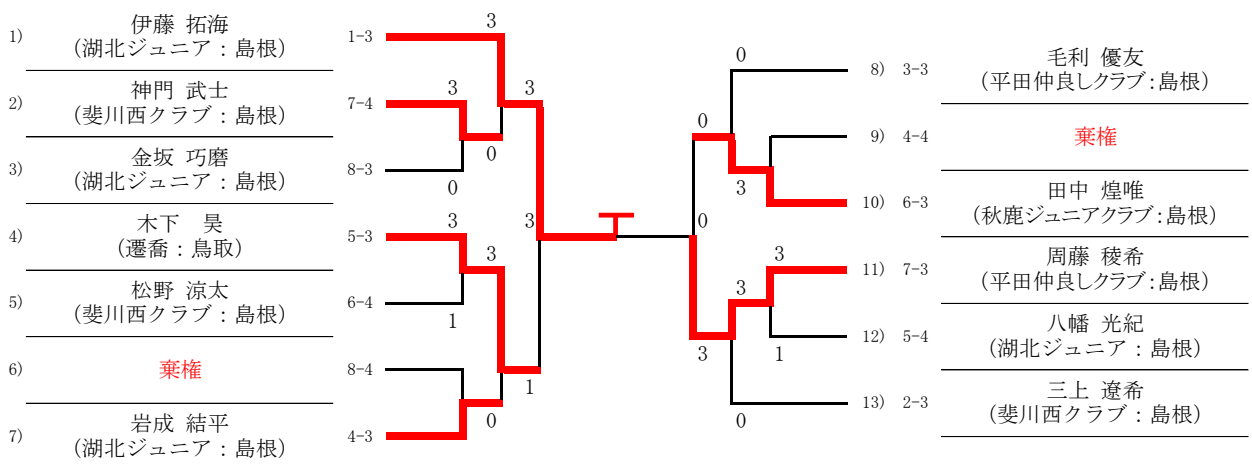 1)
伊藤 拓海
(湖北ジュニア：島根)
1-3
2)
神門 武士
(斐川西クラブ：島根)
7-4
3)
金坂 巧磨
(湖北ジュニア：島根)
8-3
4)
木下　昊
(遷喬：鳥取)
5-3
5)
松野 涼太
(斐川西クラブ：島根)
6-4
6)
棄権
8-4
7)
岩成 結平
(湖北ジュニア：島根)
4-3
3
3
0
0
3
3
1
3
3
1
0
0
0
3
0
3
3
1
3
0
8)
3-3
毛利 優友
(平田仲良しクラブ：島根)
9)
4-4
棄権
10)
6-3
田中 煌唯
(秋鹿ジュニアクラブ：島根)
11)
7-3
周藤 稜希
(平田仲良しクラブ：島根)
12)
5-4
八幡 光紀
(湖北ジュニア：島根)
13)
2-3
三上 遼希
(斐川西クラブ：島根)